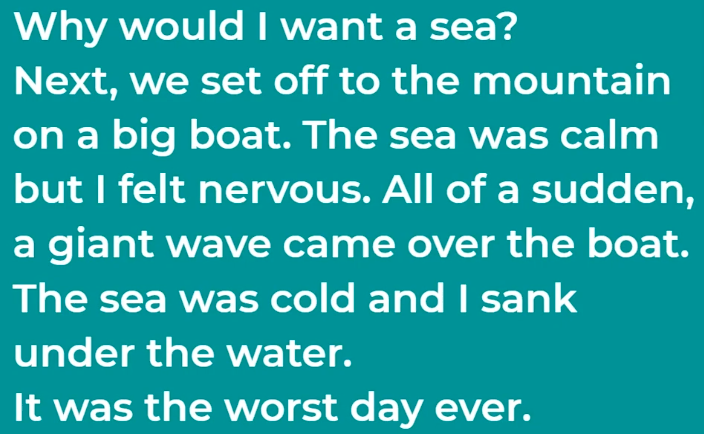 Why would I want a sea?
Next, we set off to the mountain
on a big boat. The sea was calm
but I felt nervous. All of a sudden,
a giant wave came over the boat.
The sea was cold and I sank
under the water.
It was the worst day ever.